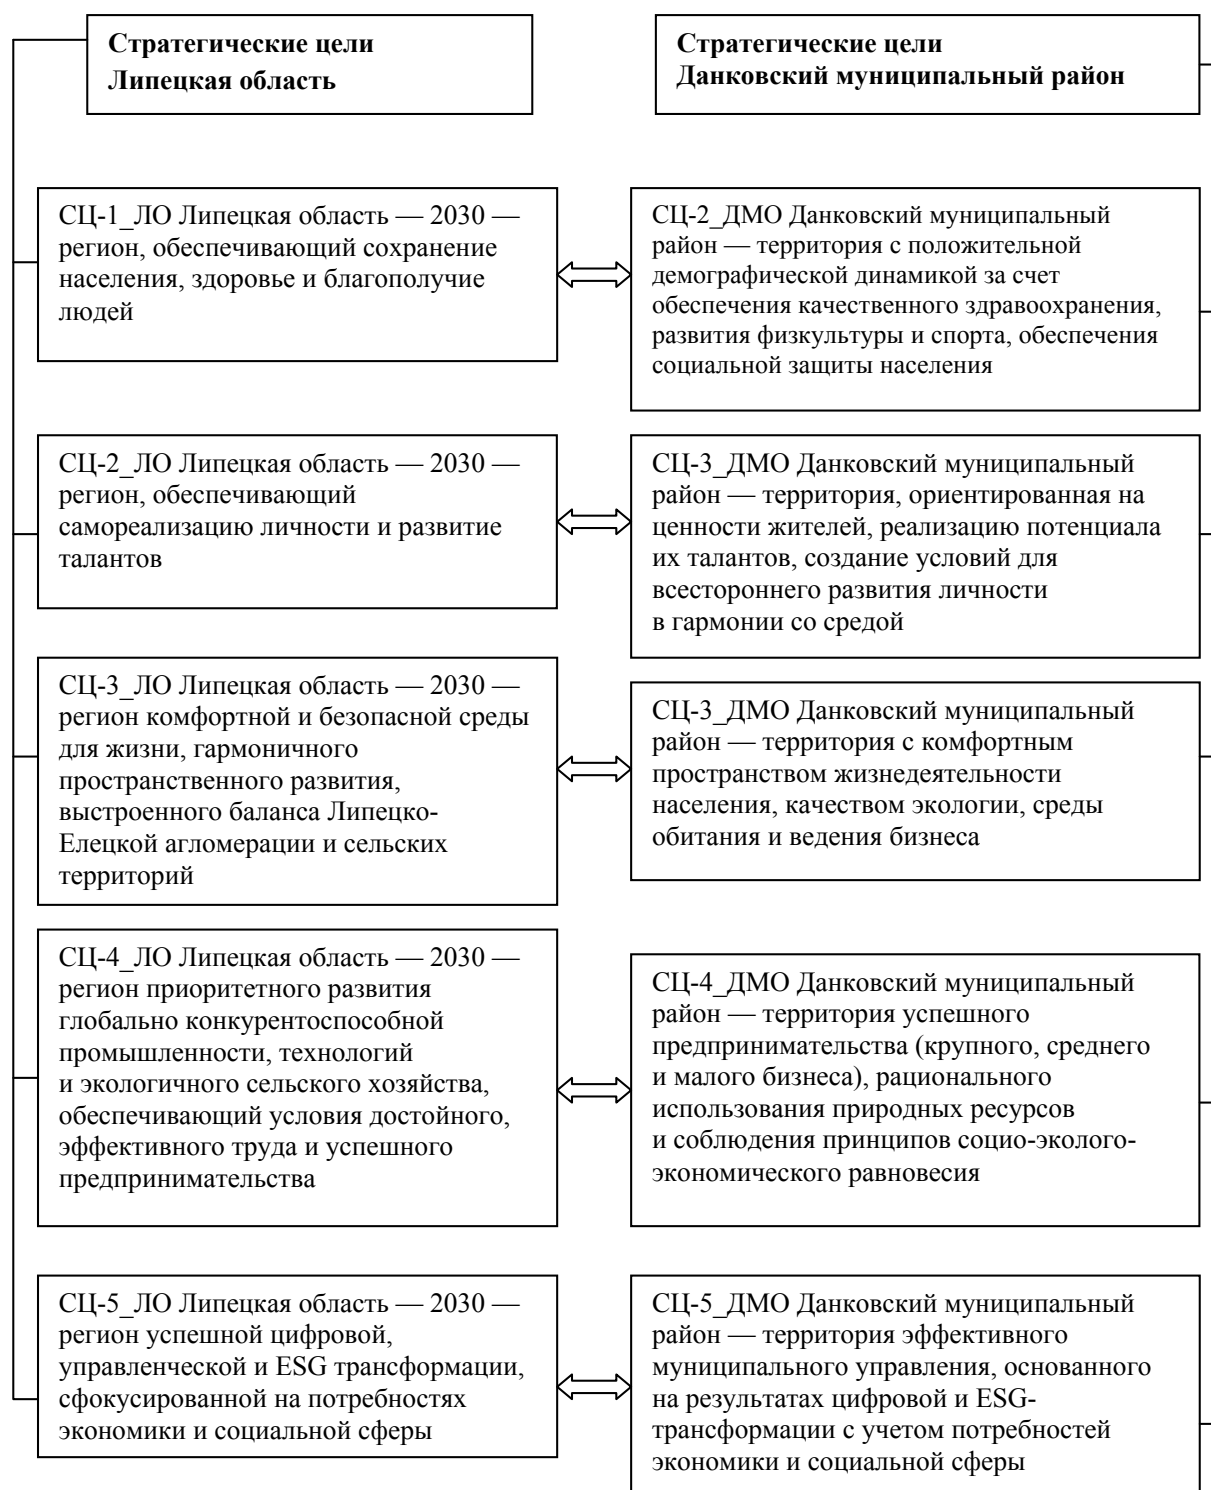 Стратегические цели
Липецкая область
Стратегические цели
Данковский муниципальный район
СЦ-1_ЛО Липецкая область — 2030 —
регион, обеспечивающий сохранение
населения, здоровье и благополучие
людей
СЦ-2_ДМО Данковский муниципальный
район — территория с положительной
демографической динамикой за счет
обеспечения качественного здравоохранения,
развития физкультуры и спорта, обеспечения
социальной защиты населения
СЦ-2_ЛО Липецкая область — 2030 —
регион, обеспечивающий
самореализацию личности и развитие
талантов
СЦ-3_ДМО Данковский муниципальный
район — территория, ориентированная на
ценности жителей, реализацию потенциала
их талантов, создание условий для
всестороннего развития личности
в гармонии со средой
СЦ-3_ЛО Липецкая область — 2030 —
регион комфортной и безопасной среды
для жизни, гармоничного
пространственного развития,
выстроенного баланса Липецко-
Елецкой агломерации и сельских
территорий
СЦ-3_ДМО Данковский муниципальный
район — территория с комфортным
пространством жизнедеятельности
населения, качеством экологии, среды
обитания и ведения бизнеса
СЦ-4_ЛО Липецкая область — 2030 —
регион приоритетного развития
глобально конкурентоспособной
промышленности, технологий
и экологичного сельского хозяйства,
обеспечивающий условия достойного,
эффективного труда и успешного
предпринимательства
СЦ-4_ДМО Данковский муниципальный
район — территория успешного
предпринимательства (крупного, среднего
и малого бизнеса), рационального
использования природных ресурсов
и соблюдения принципов социо-эколого-
экономического равновесия
СЦ-5_ЛО Липецкая область — 2030 —
регион успешной цифровой,
управленческой и ESG трансформации,
сфокусированной на потребностях
экономики и социальной сферы
СЦ-5_ДМО Данковский муниципальный
район — территория эффективного
муниципального управления, основанного
на результатах цифровой и ESG-
трансформации с учетом потребностей
экономики и социальной сферы